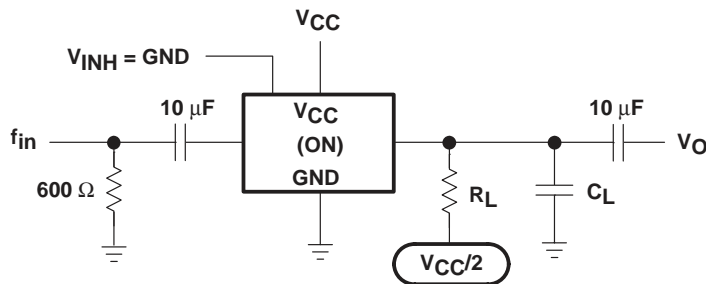 VCC
VINH = GND
10 μF
VCC
10 μF
fin
(ON)
VO
GND
600 Ω
RL
CL
VCC/2